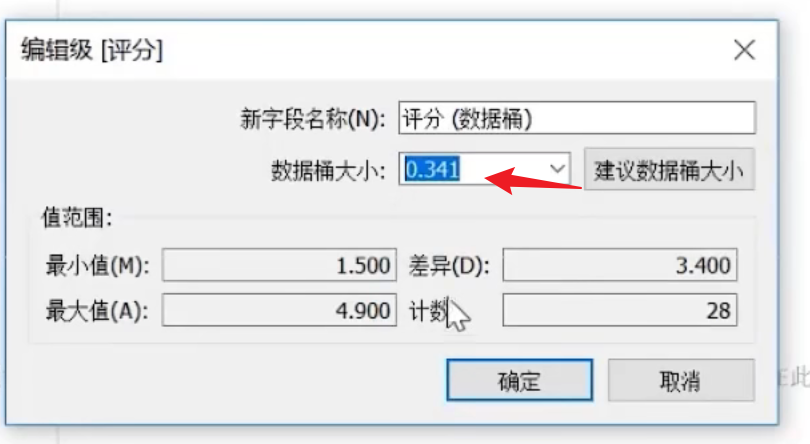 编辑级 [评分]
新字段名称(N): 评分 (数据桶)
数据桶大小: 0.341 建议数据桶大小
值范围:
最小值(M): 1.500 差异(D): 3.400
最大值(A): 4.900 计数 28
确定 取消
在此